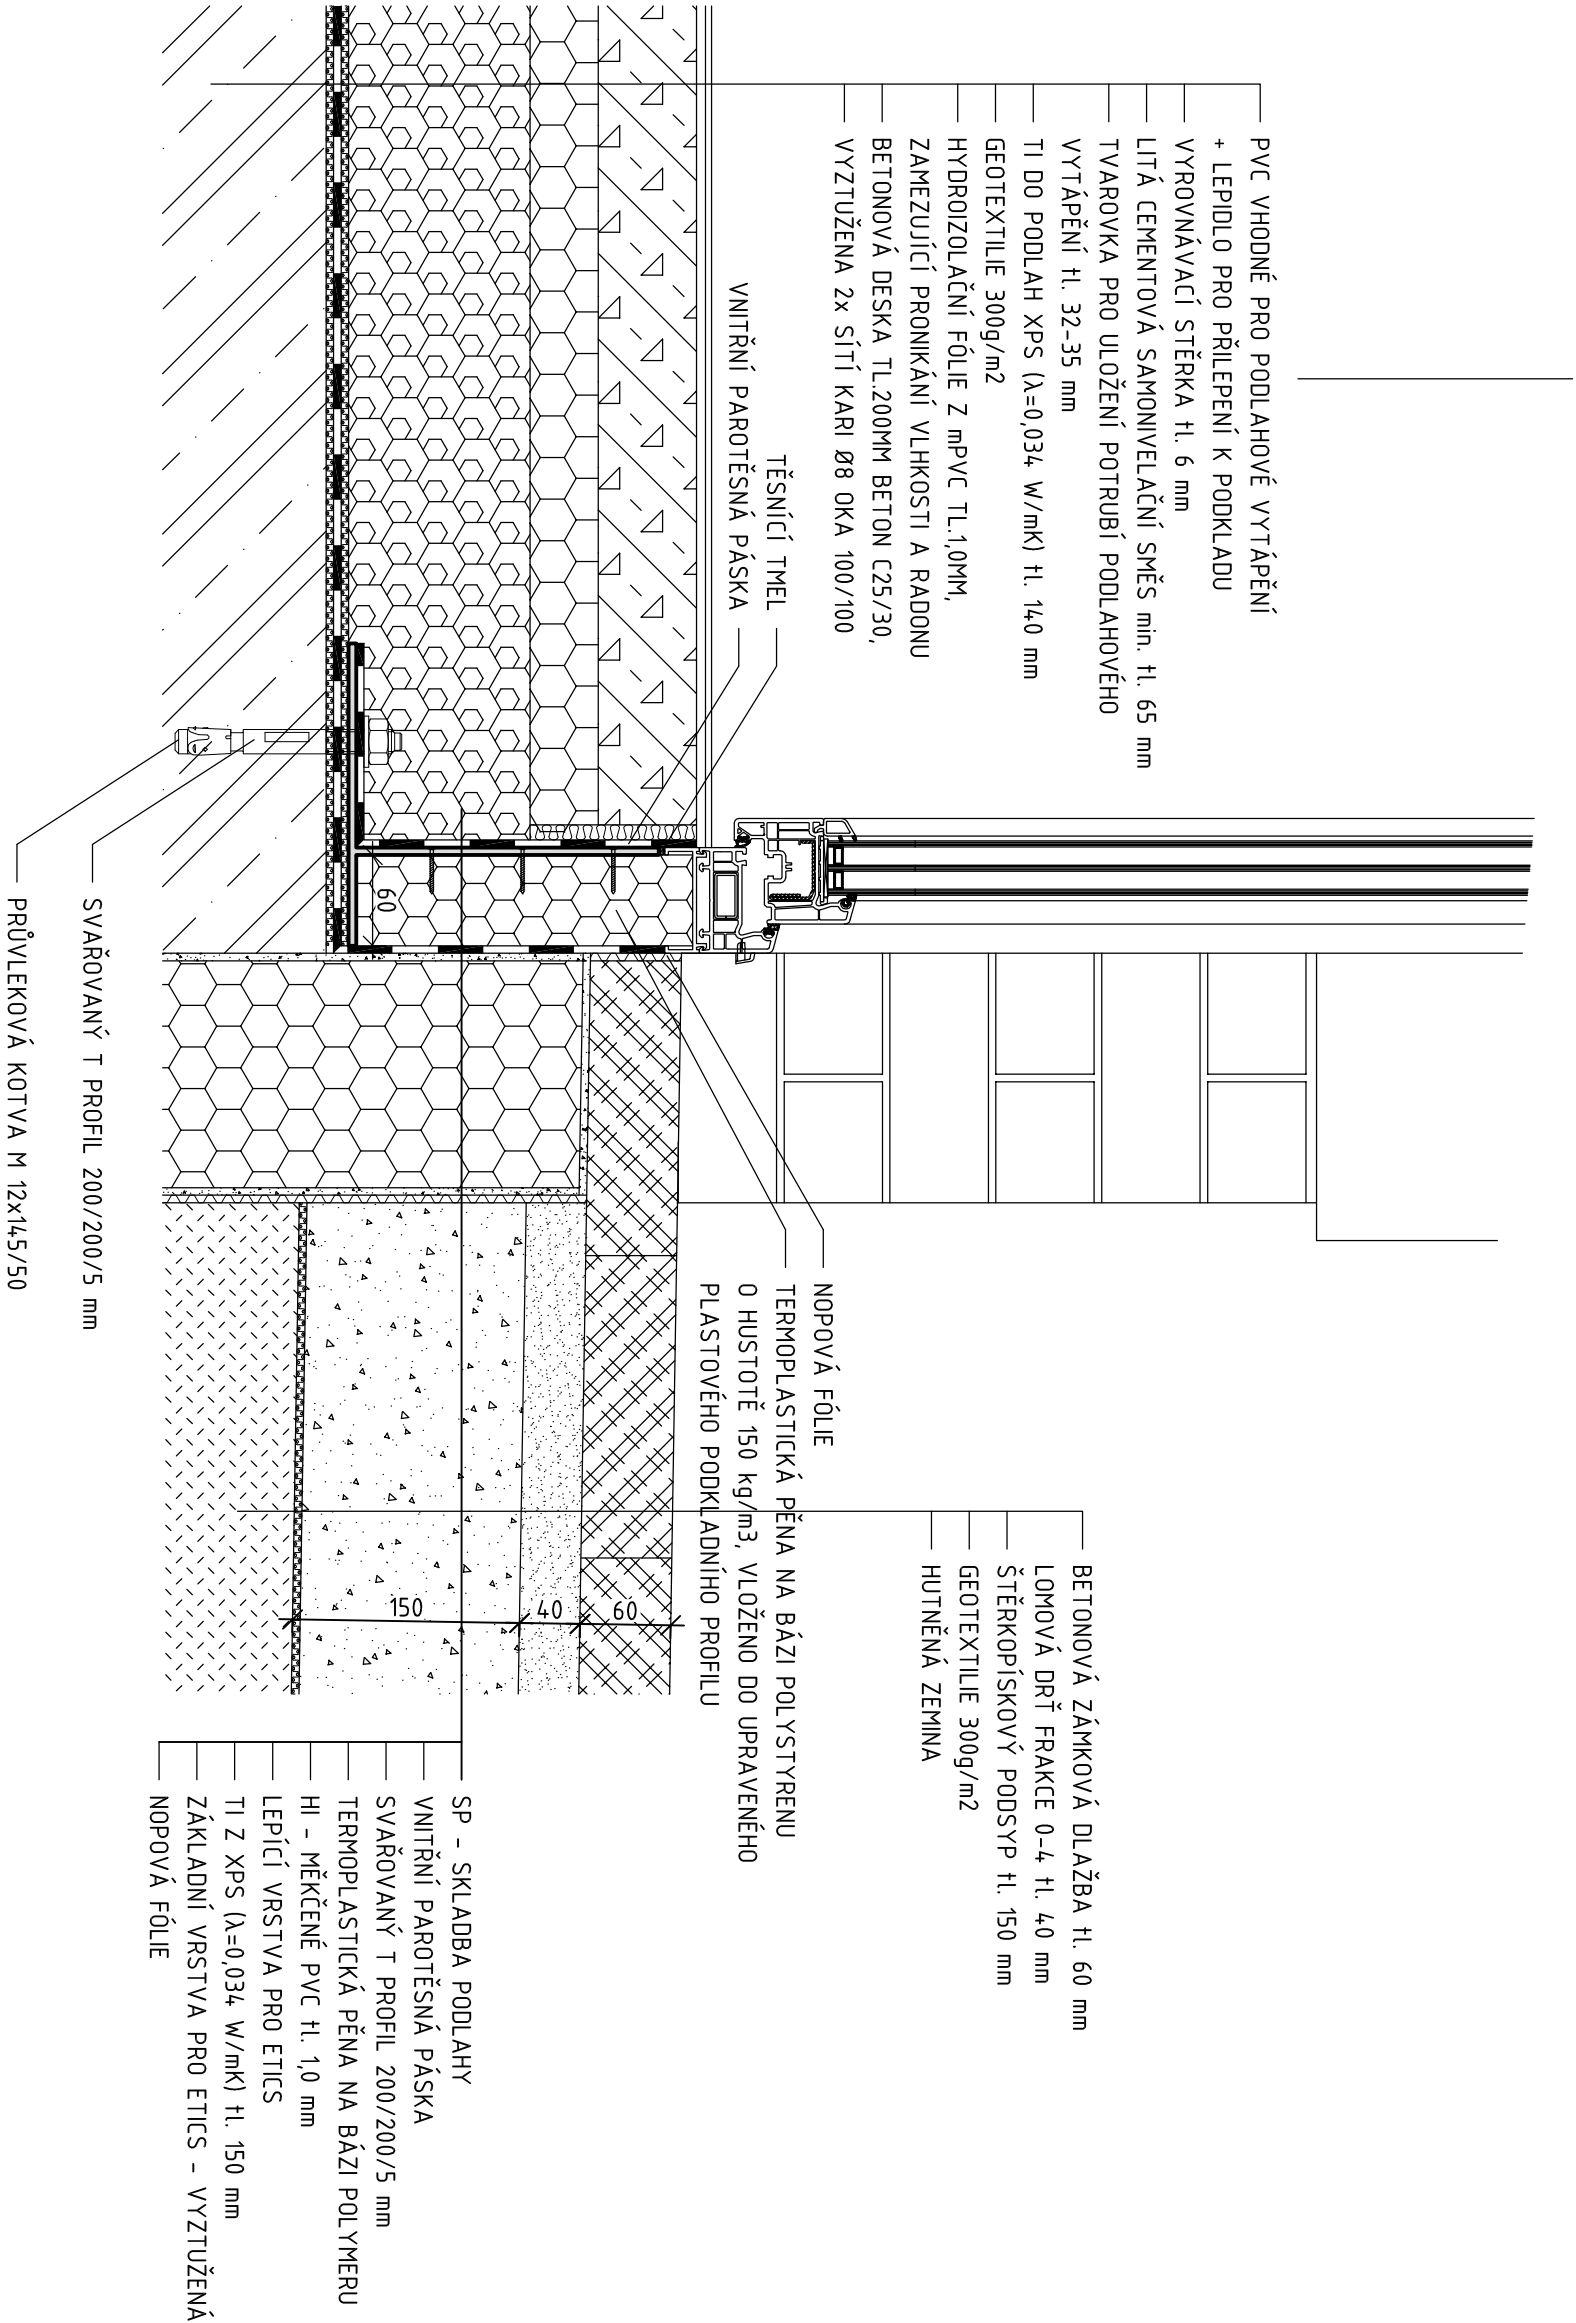 PVC VHODNÉ PRO PODLAHOVÉ VYTÁPĚNÍ
+ LEPIDLO PRO PŘILEPENÍ K PODKLADU
VYROVNÁVACÍ STĚRKA tl. 6 mm
LITÁ CEMENTOVÁ SAMONIVELAČNÍ SMĚS min. tl. 65 mm
TVAROVKA PRO ULOŽENÍ POTRUBÍ PODLAHOVÉHO
VYTÁPĚNÍ tl. 32-35 mm
TI DO PODLAH XPS (λ=0,034 W/mK) tl. 140 mm
GEOTEXTILIE 300g/m2
HYDROIZOLAČNÍ FÓLIE Z mPVC TL.1,0MM,
ZAMEZUJÍCÍ PRONIKÁNÍ VLHKOSTI A RADONU
BETONOVÁ DESKA TL.200MM BETON C25/30,
VYZTUŽENA 2x SÍTÍ KARI Ø8 OKA 100/100
TĚSNÍCÍ TMEL
VNITŘNÍ PAROTĚSNÁ PÁSKA
60
SVAŘOVANÝ T PROFIL 200/200/5 mm
PRŮVLEKOVÁ KOTVA M 12x145/50
NOPOVÁ FÓLIE
TERMOPLASTICKÁ PĚNA NA BÁZI POLYSTYRENU
O HUSTOTĚ 150 kg/m3, VLOŽENO DO UPRAVENÉHO
PLASTOVÉHO PODKLADNÍHO PROFILU
BETONOVÁ ZÁMKOVÁ DLAŽBA tl. 60 mm
LOMOVÁ DRŤ FRAKCE 0-4 tl. 40 mm
ŠTĚRKOPÍSKOVÝ PODSYP tl. 150 mm
GEOTEXTILIE 300g/m2
HUTNĚNÁ ZEMINA
60
40
150
SP - SKLADBA PODLAHY
VNITŘNÍ PAROTĚSNÁ PÁSKA
SVAŘOVANÝ T PROFIL 200/200/5 mm
TERMOPLASTICKÁ PĚNA NA BÁZI POLYMERU
HI - MĚKČENÉ PVC tl. 1,0 mm
LEPÍCÍ VRSTVA PRO ETICS
TI Z XPS (λ=0,034 W/mK) tl. 150 mm
ZÁKLADNÍ VRSTVA PRO ETICS - VYZTUŽENÁ
NOPOVÁ FÓLIE